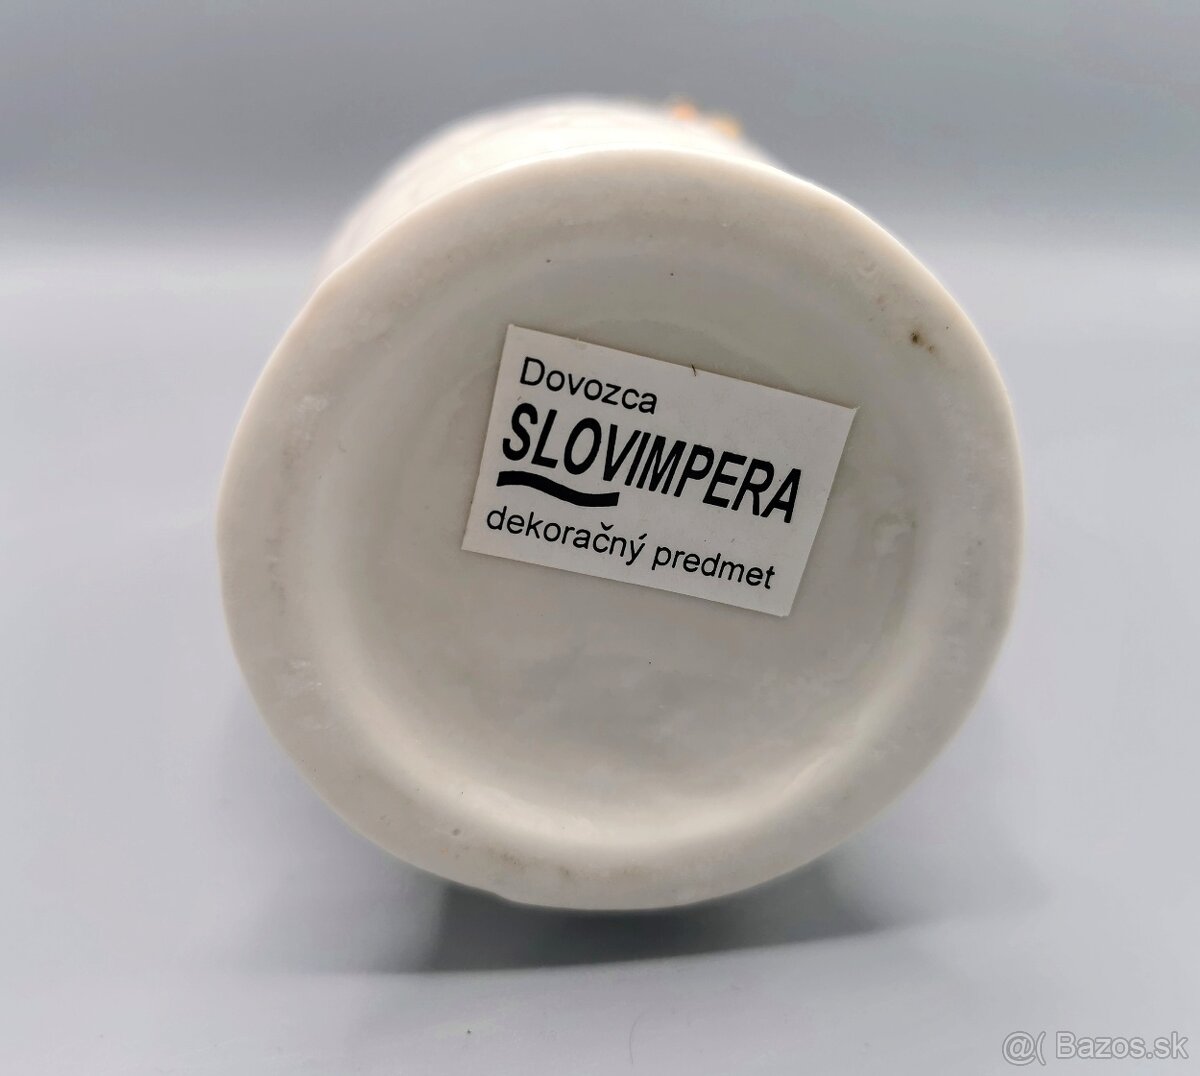 Dovozca
SLOVIMPERA
dekoračný predmet
@( Bazos.sk